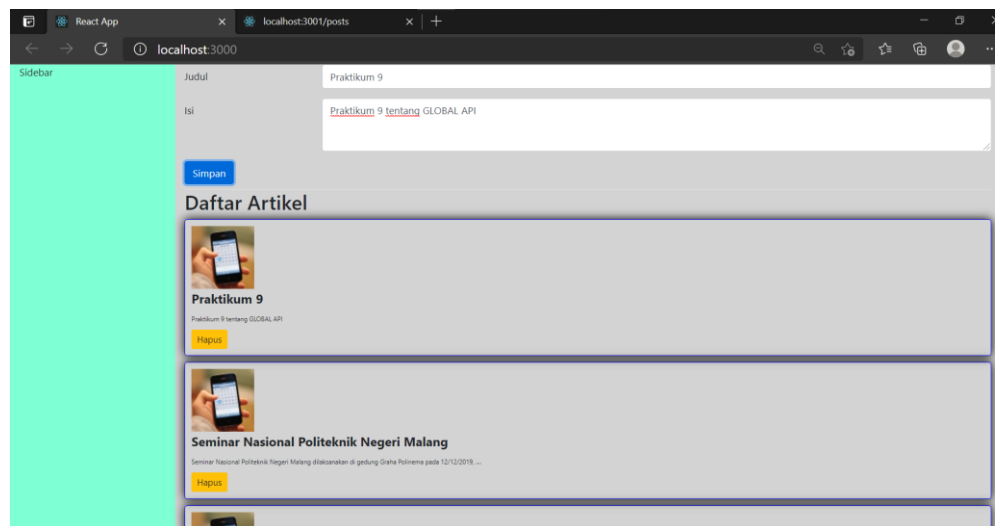 React App
localhost:3001/posts
localhost:3000
Sidebar
Judul
Praktikum 9
Isi
Praktikum 9 tentang GLOBAL API
Simpan
Daftar Artikel
Praktikum 9
Praktikum 9 tentang GLOBAL API
Hapus
Seminar Nasional Politeknik Negeri Malang
Seminar Nasional Politeknik Negeri Malang dilaksanakan di gedung Graha Polinema pada 12/12/2019, ...
Hapus